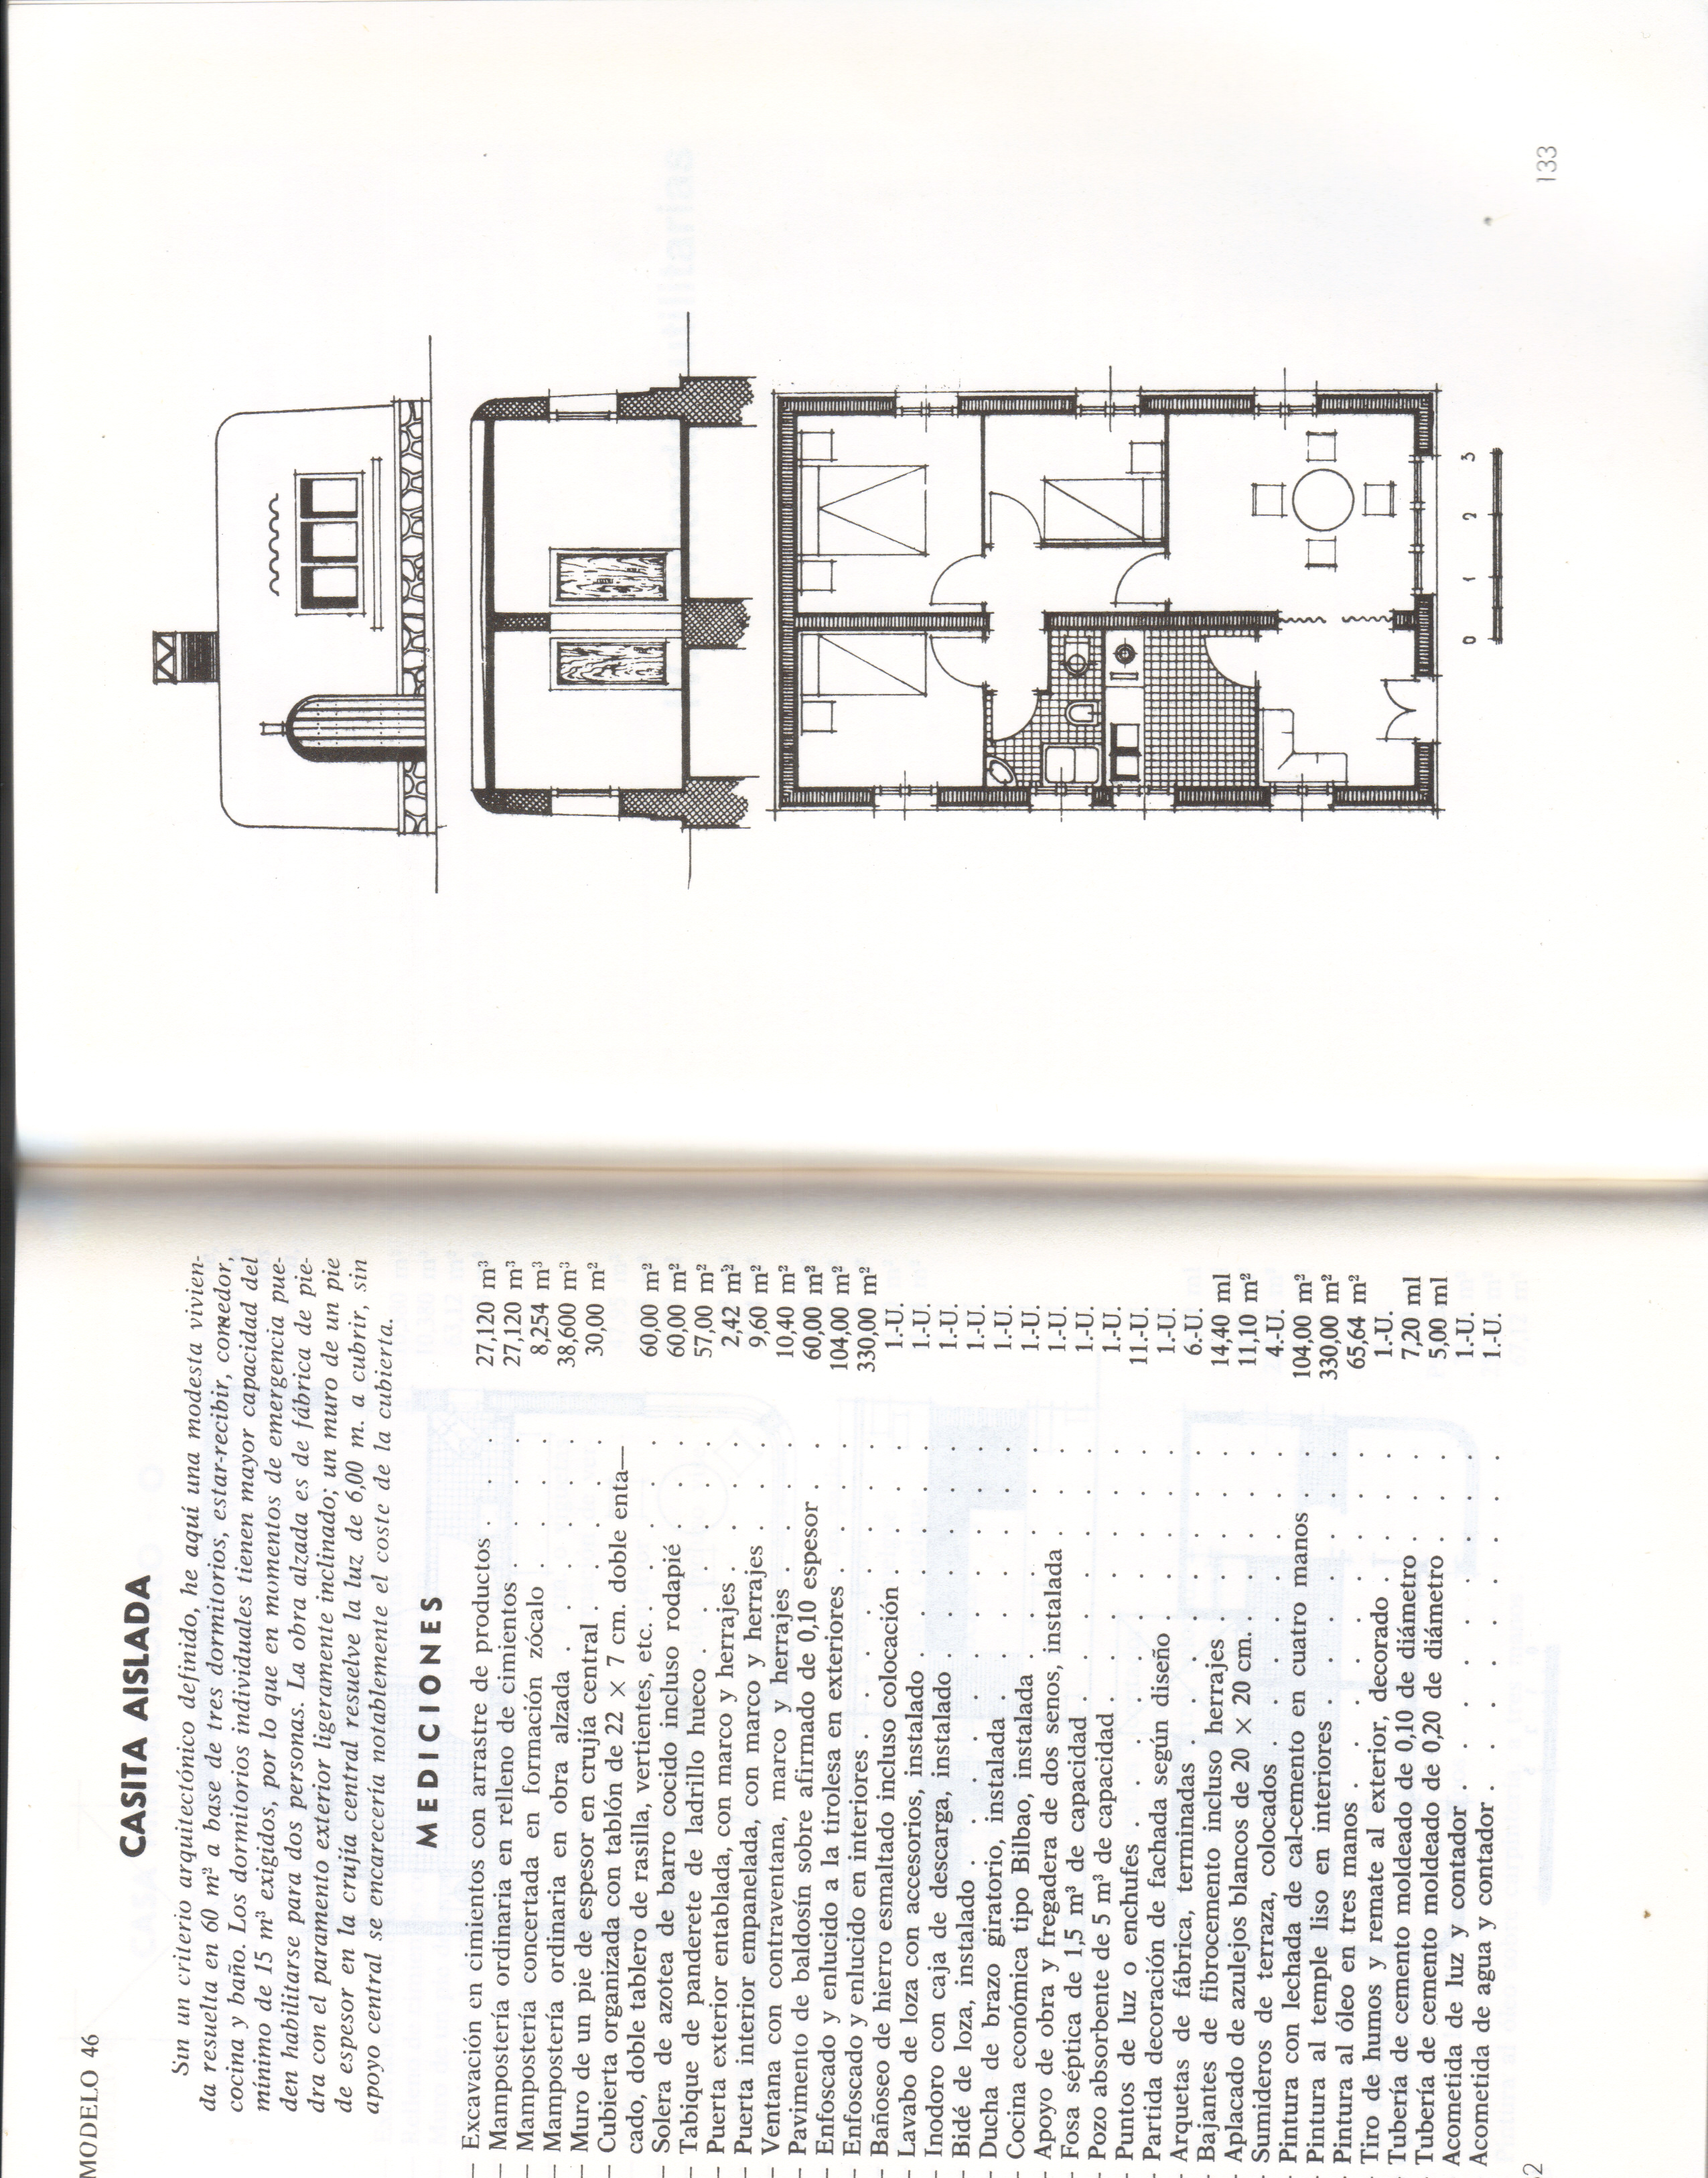 MODELO 46
CASITA AISLADA
Sin un criterio arquitectónico definido, he aquí una modesta vivien-
da resuelta en 60 m² a base de tres dormitorios, estar-recibir, comedor,
cocina y baño. Los dormitorios individuales tienen mayor capacidad del
mínimo de 15 m³ exigidos, por lo que en momentos de emergencia pue-
den habilitarse para dos personas. La obra alzada es de fábrica de pie-
dra con el paramento exterior ligeramente inclinado; un muro de un pie
de espesor en la crujía central resuelve la luz de 6,00 m. a cubrir, sin
apoyo central se encarecería notablemente el coste de la cubierta.
MEDICIONES
— Excavación en cimientos con arrastre de productos . . . 27,120 m³
— Mampostería ordinaria en relleno de cimientos . . . . 27,120 m³
— Mampostería concertada en formación zócalo . . . . 8,254 m³
— Mampostería ordinaria en obra alzada . . . . . . 38,600 m³
— Muro de un pie de espesor en crujía central . . . . . 30,00 m²
— Cubierta organizada con tablón de 22 × 7 cm. doble enta—
cado, doble tablero de rasilla, vertientes, etc. . . . . . 60,00 m²
— Solera de azotea de barro cocido incluso rodapié . . . 60,00 m²
— Tabique de panderete de ladrillo hueco . . . . . . 57,00 m²
— Puerta exterior entablada, con marco y herrajes . . . . 2,42 m²
— Puerta interior empanelada, con marco y herrajes . . . 9,60 m²
— Ventana con contraventana, marco y herrajes . . . . 10,40 m²
— Pavimento de baldosín sobre afirmado de 0,10 espesor . . 60,00 m²
— Enfoscado y enlucido a la tirolesa en exteriores . . . . 104,00 m²
— Enfoscado y enlucido en interiores . . . . . . . . 330,00 m²
— Bañoseo de hierro esmaltado incluso colocación . . . . 1.-U.
— Lavabo de loza con accesorios, instalado . . . . . . 1.-U.
— Inodoro con caja de descarga, instalado . . . . . . 1.-U.
— Bidé de loza, instalado . . . . . . . . . . . 1.-U.
— Ducha de brazo giratorio, instalada . . . . . . . 1.-U.
— Cocina económica tipo Bilbao, instalada . . . . . . 1.-U.
— Apoyo de obra y fregadera de dos senos, instalada . . . 1.-U.
— Fosa séptica de 1,5 m³ de capacidad . . . . . . . 1.-U.
— Pozo absorbente de 5 m³ de capacidad . . . . . . . 1.-U.
- Puntos de luz o enchufes . . . . . . . . . . 11.-U.
- Partida decoración de fachada según diseño . . . . . 1.-U.
- Arquetas de fábrica, terminadas . . . . . . . . 6.-U.
- Bajantes de fibrocemento incluso herrajes . . . . . 14,40 ml
- Aplacado de azulejos blancos de 20 × 20 cm. . . . . . 11,10 m²
- Sumideros de terraza, colocados . . . . . . . . 4.-U.
- Pintura con lechada de cal-cemento en cuatro manos . . 104,00 m²
- Pintura al temple liso en interiores . . . . . . . 330,00 m²
- Pintura al óleo en tres manos . . . . . . . . . 65,64 m²
- Tiro de humos y remate al exterior, decorado . . . . 1.-U.
- Tubería de cemento moldeado de 0,10 de diámetro . . . 7,20 ml
- Tubería de cemento moldeado de 0,20 de diámetro . . . 5,00 ml
Acometida de luz y contador . . . . . . . . . 1.-U.
Acometida de agua y contador . . . . . . . . . 1.-U.
0 1 2 3
133